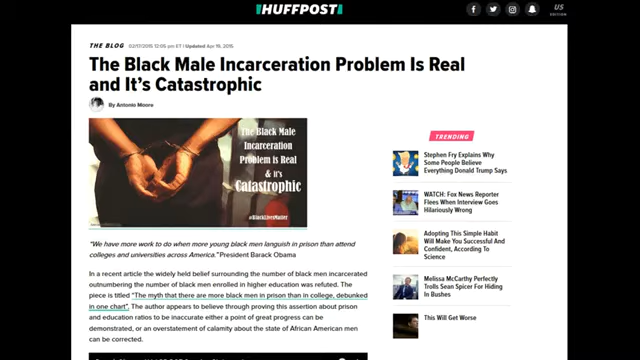 HUFFPOST
US
EDITION
THE BLOG 02/17/2015 12:05 pm ET | Updated Apr 19, 2015
The Black Male Incarceration Problem Is Real
and It's Catastrophic
By Antonio Moore
The Black Male
Incarceration
Problem is Real
& it's
Catastrophic
#BlackLivesMatter
"We have more work to do when more young black men languish in prison than attend
colleges and universities across America." President Barack Obama
In a recent article the widely held belief surrounding the number of black men incarcerated
outnumbering the number of black men enrolled in higher education was refuted. The
piece is titled "The myth that there are more black men in prison than in college, debunked
in one chart". The author appears to believe through proving this assertion about prison
and education ratios to be inaccurate either a point of great progress can be
demonstrated, or an overstatement of calamity about the state of African American men
can be corrected.
TRENDING
Stephen Fry Explains Why
Some People Believe
Everything Donald Trump Says
WATCH: Fox News Reporter
Flees When Interview Goes
Hilariously Wrong
Adopting This Simple Habit
Will Make You Successful And
Confident, According To
Science
Melissa McCarthy Perfectly
Trolls Sean Spicer For Hiding
In Bushes
This Will Get Worse